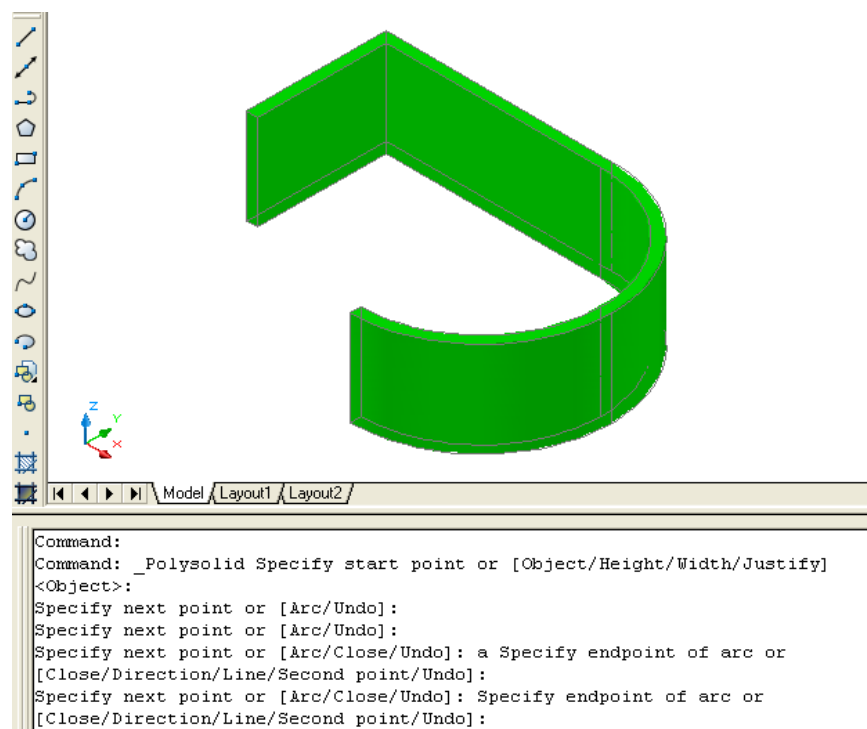 Z
Y
X
Model Layout1 Layout2
Command:
Command: _Polysolid Specify start point or [Object/Height/Width/Justify]
<Object>:
Specify next point or [Arc/Undo]:
Specify next point or [Arc/Undo]:
Specify next point or [Arc/Close/Undo]: a Specify endpoint of arc or
[Close/Direction/Line/Second point/Undo]:
Specify next point or [Arc/Close/Undo]: Specify endpoint of arc or
[Close/Direction/Line/Second point/Undo]: